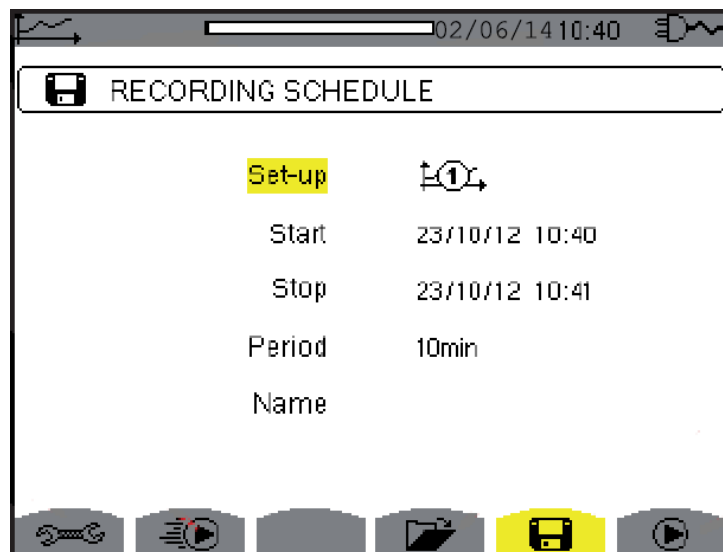 02/06/14 10:40
RECORDING SCHEDULE
Set-up 1
Start 23/10/12 10:40
Stop 23/10/12 10:41
Period 10min
Name